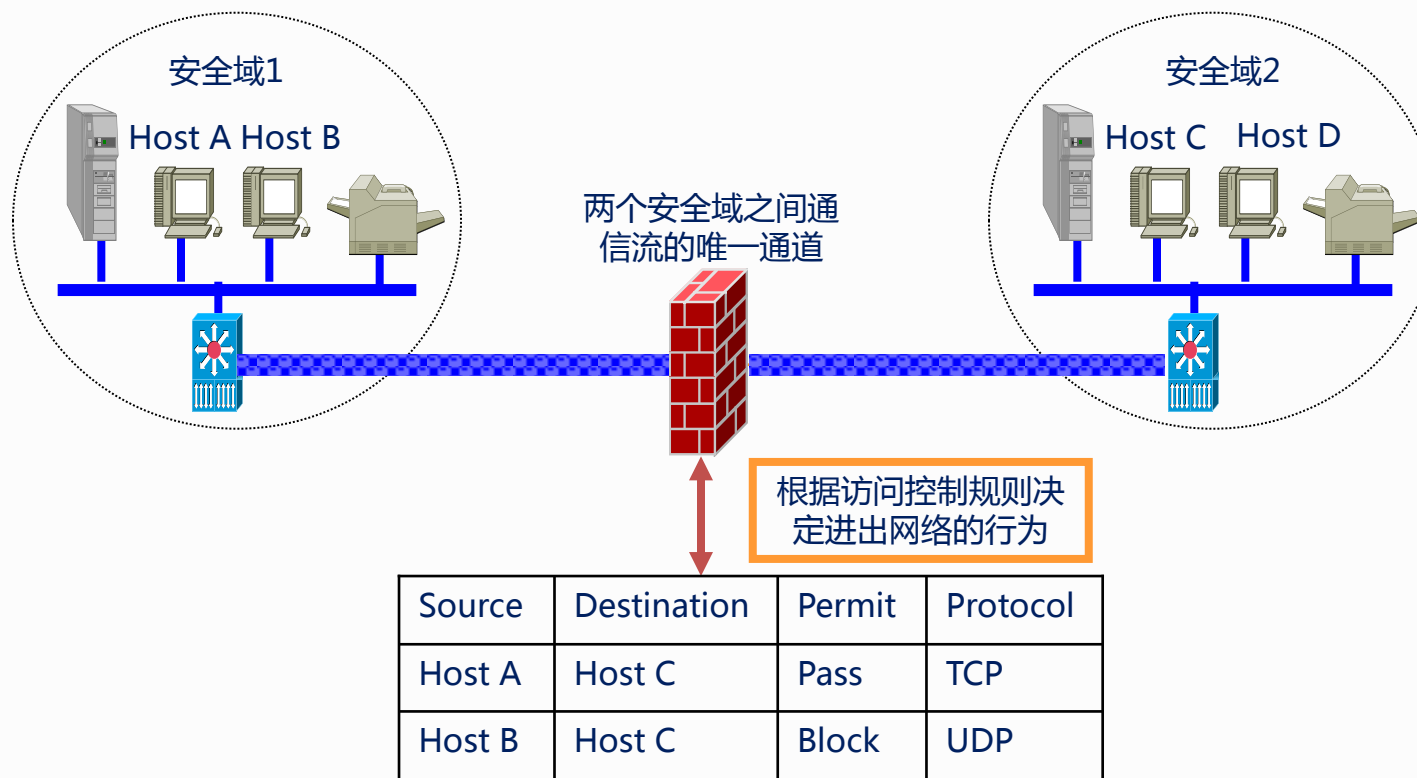 安全域1
Host A Host B
安全域2
Host C Host D
两个安全域之间通
信流的唯一通道
根据访问控制规则决
定进出网络的行为
Source Destination Permit Protocol
Host A Host C Pass TCP
Host B Host C Block UDP